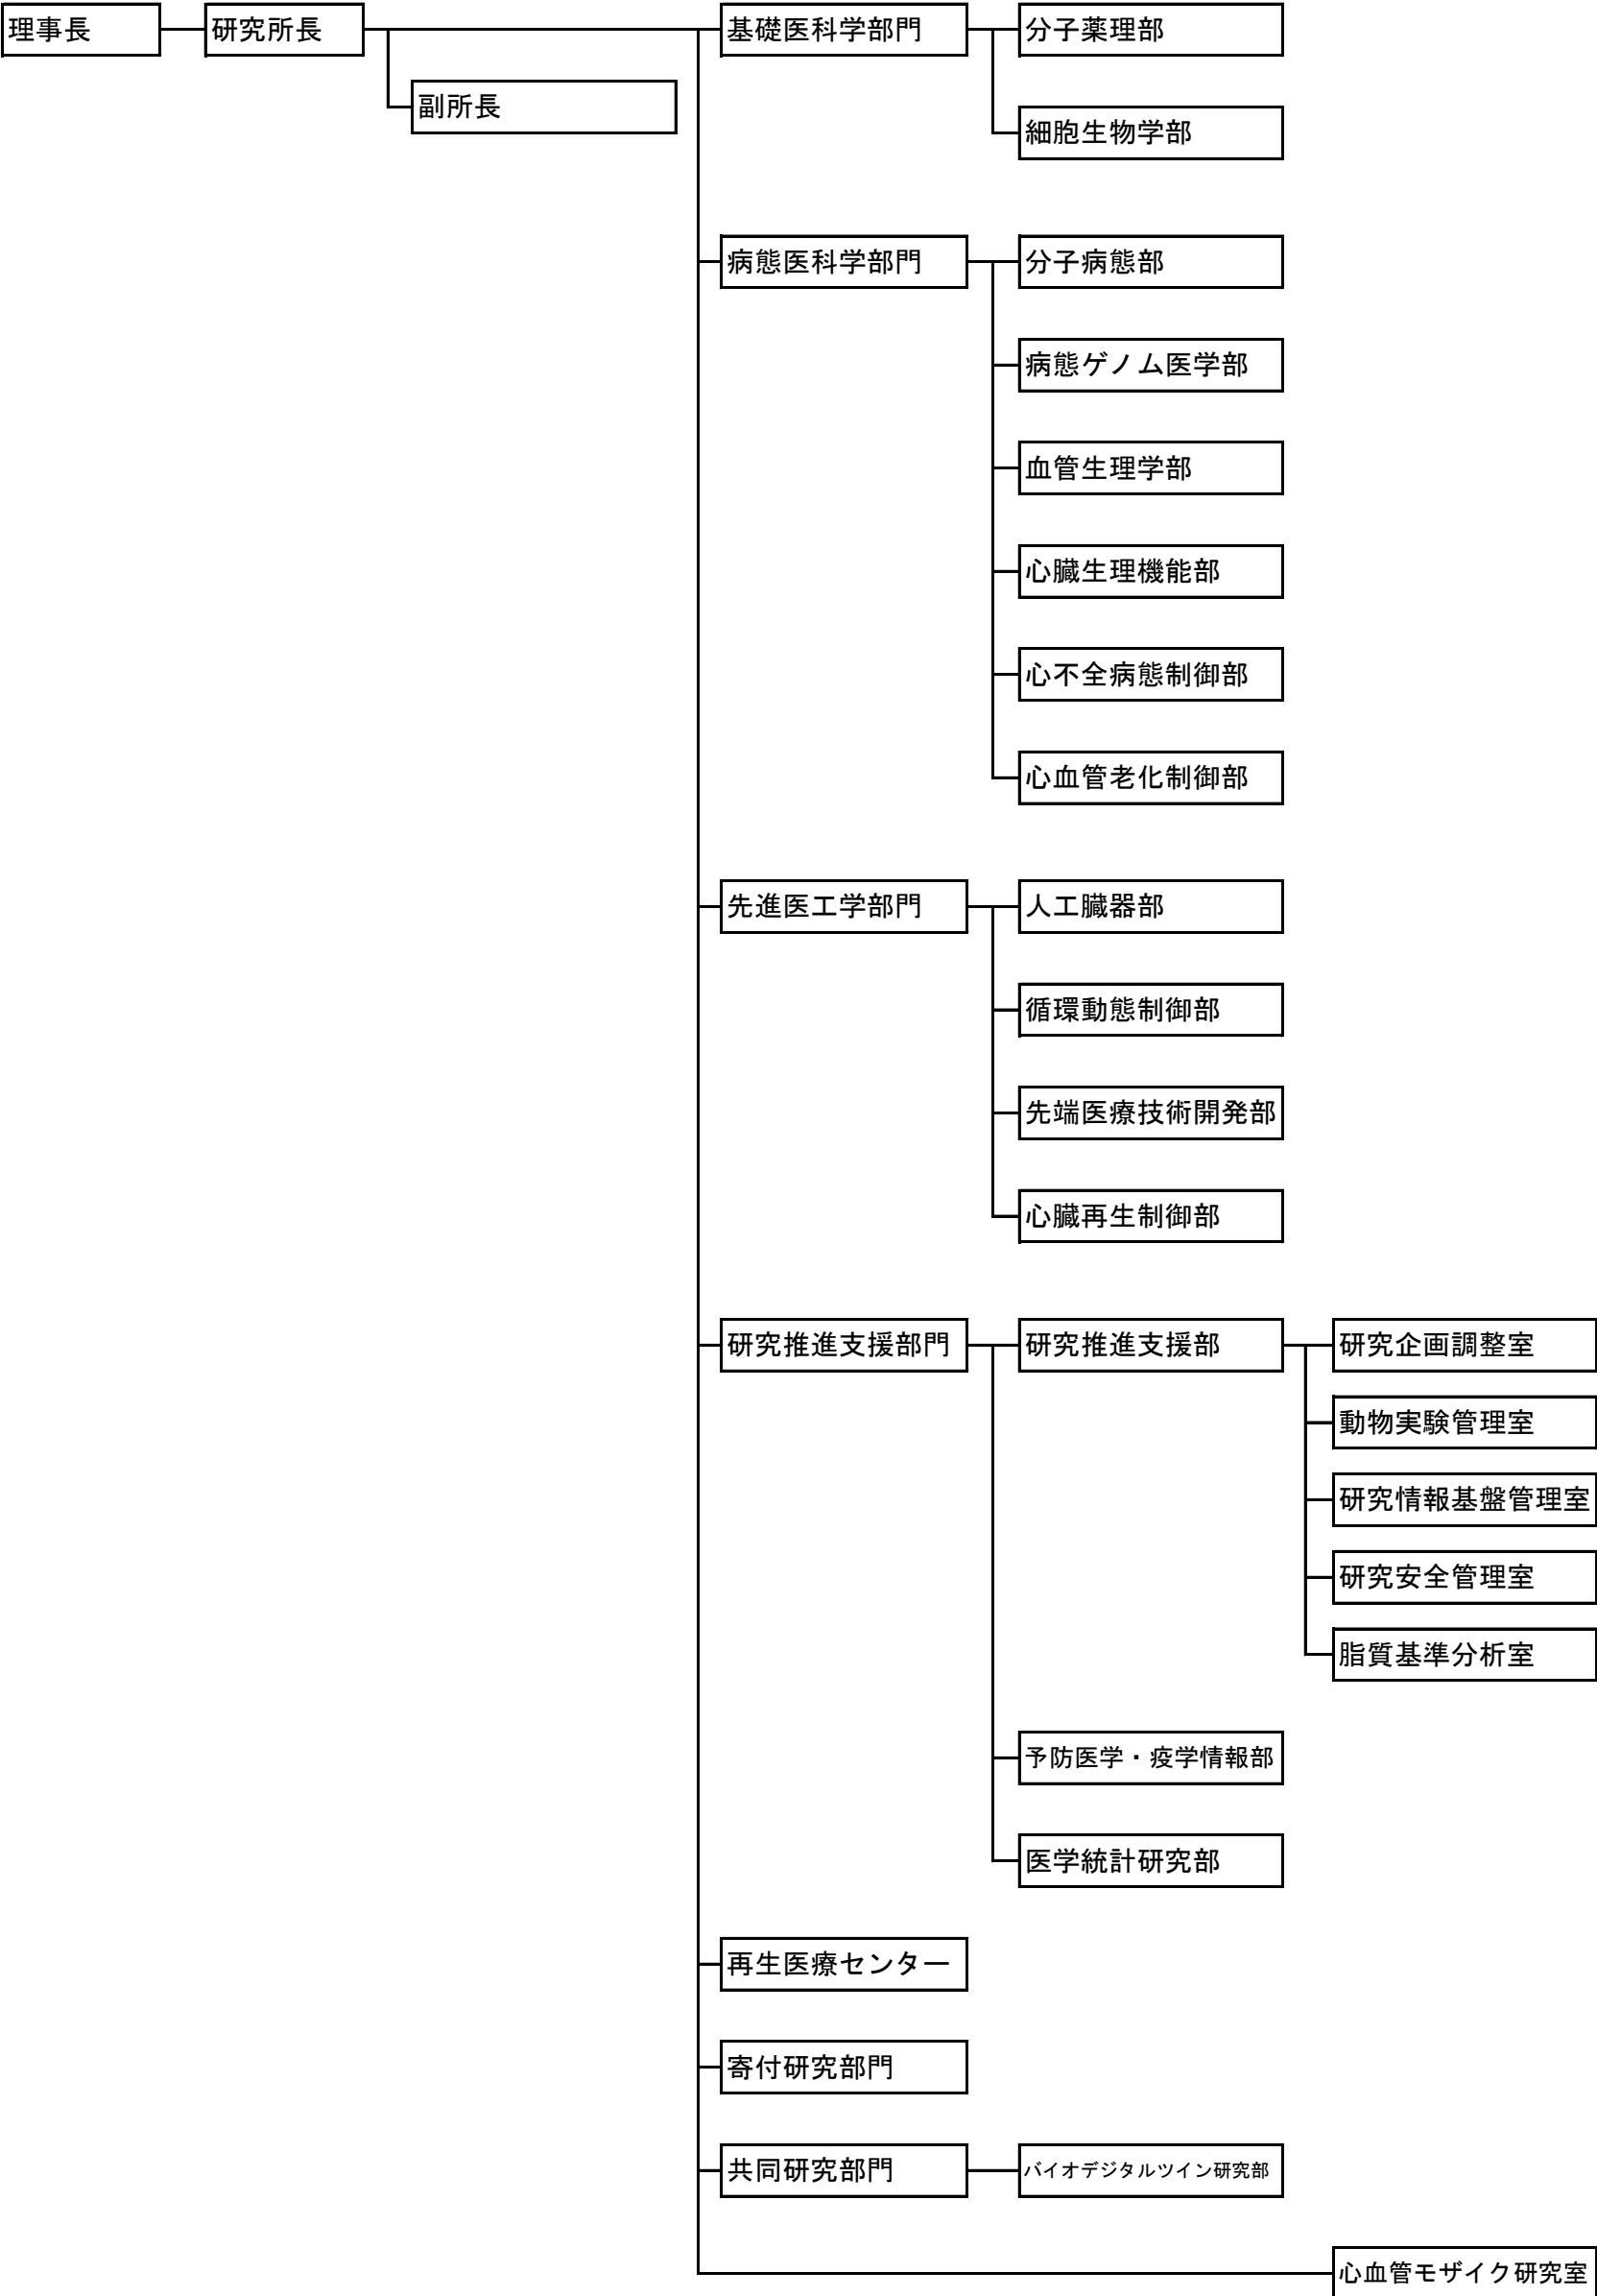 理事長
研究所長
基礎医科学部門
分子薬理部
副所長
細胞生物学部
病態医科学部門
分子病態部
病態ゲノム医学部
血管生理学部
心臓生理機能部
心不全病態制御部
心血管老化制御部
先進医工学部門
人工臓器部
循環動態制御部
先端医療技術開発部
心臓再生制御部
研究推進支援部門
研究推進支援部
研究企画調整室
動物実験管理室
研究情報基盤管理室
研究安全管理室
脂質基準分析室
予防医学・疫学情報部
医学統計研究部
再生医療センター
寄付研究部門
共同研究部門
バイオデジタルツイン研究部
心血管モザイク研究室